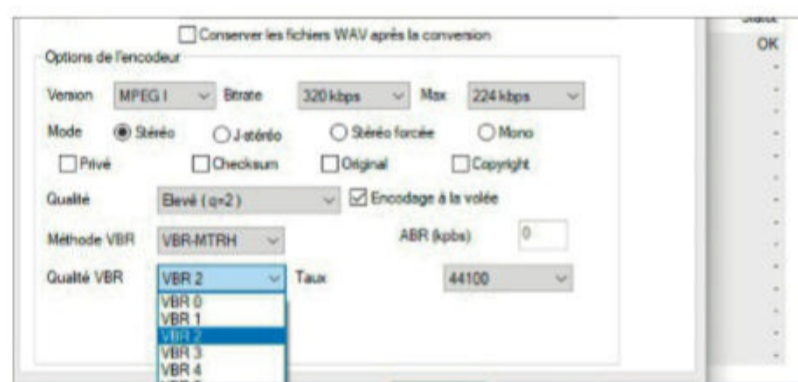 Conserver les fichiers WAV après la conversion
OK
Options de l'encodeur
Version MPEG I Bitrate 320 kbps Max 224 kbps
Mode Stéréo J-stéréo Stéréo forcée Mono
Privé Checksum Original Copyright
Qualité Elevé ( q=2 ) Encodage à la volée
Méthode VBR VBR-MTRH ABR (kpbs) 0
Qualité VBR VBR 2 Taux 44100
VBR 0
VBR 1
VBR 2
VBR 3
VBR 4